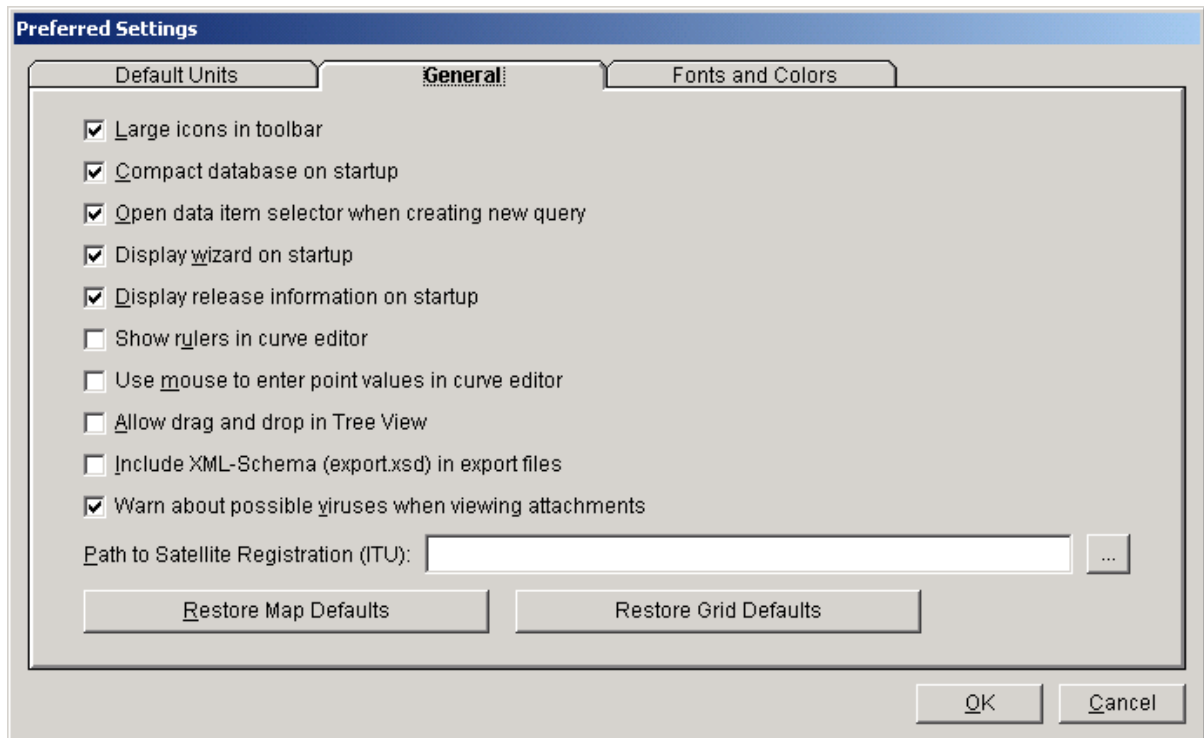 Preferred Settings
Default Units General Fonts and Colors
Large icons in toolbar
Compact database on startup
Open data item selector when creating new query
Display wizard on startup
Display release information on startup
Show rulers in curve editor
Use mouse to enter point values in curve editor
Allow drag and drop in Tree View
Include XML-Schema (export.xsd) in export files
Warn about possible viruses when viewing attachments
Path to Satellite Registration (ITU): ...
Restore Map Defaults Restore Grid Defaults
OK Cancel